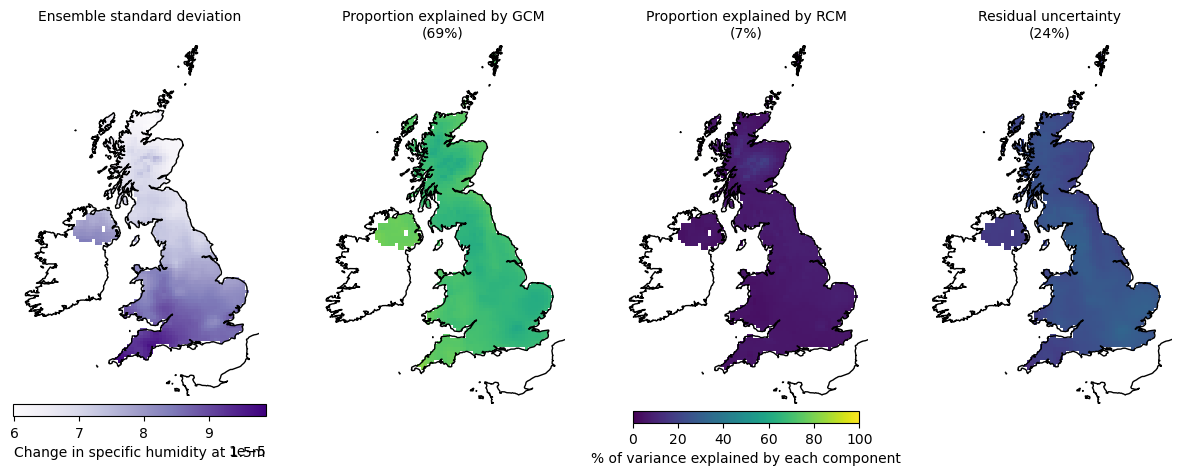 Ensemble standard deviation
Proportion explained by GCM
(69%)
Proportion explained by RCM
(7%)
Residual uncertainty
(24%)
6 7 8 9
1e−5
Change in specific humidity at 1.5m
0 20 40 60 80 100
% of variance explained by each component